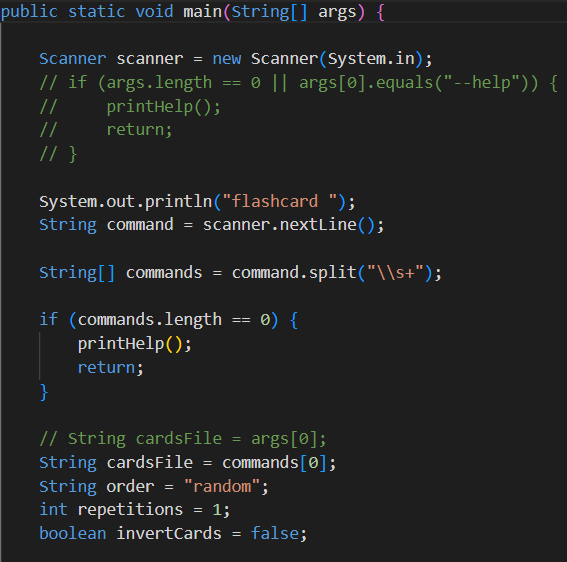 public static void main(String[] args) {
Scanner scanner = new Scanner(System.in);
// if (args.length == 0 || args[0].equals("--help")) {
//     printHelp();
//     return;
// }
System.out.println("flashcard ");
String command = scanner.nextLine();
String[] commands = command.split("\\s+");
if (commands.length == 0) {
printHelp();
return;
}
// String cardsFile = args[0];
String cardsFile = commands[0];
String order = "random";
int repetitions = 1;
boolean invertCards = false;